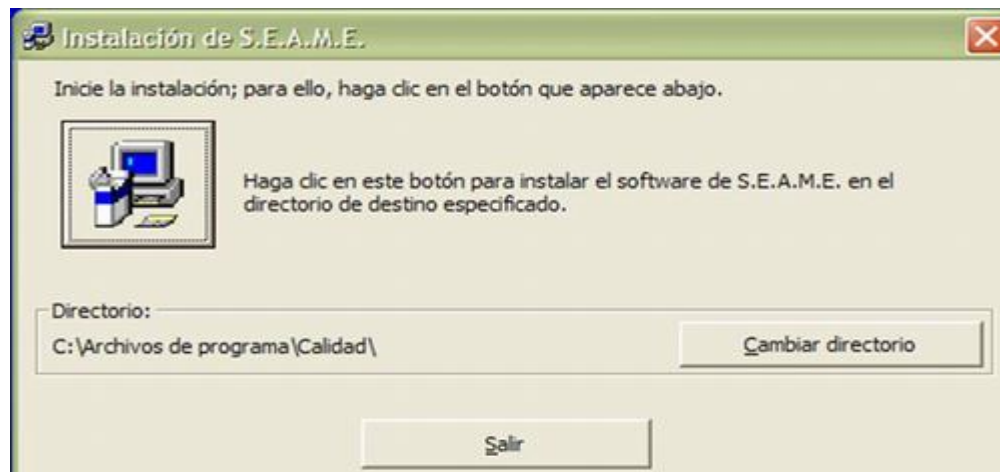 Instalación de S.E.A.M.E.
Inicie la instalación; para ello, haga clic en el botón que aparece abajo.
Haga clic en este botón para instalar el software de S.E.A.M.E. en el
directorio de destino especificado.
Directorio:
C:\Archivos de programa\Calidad\
Cambiar directorio
Salir